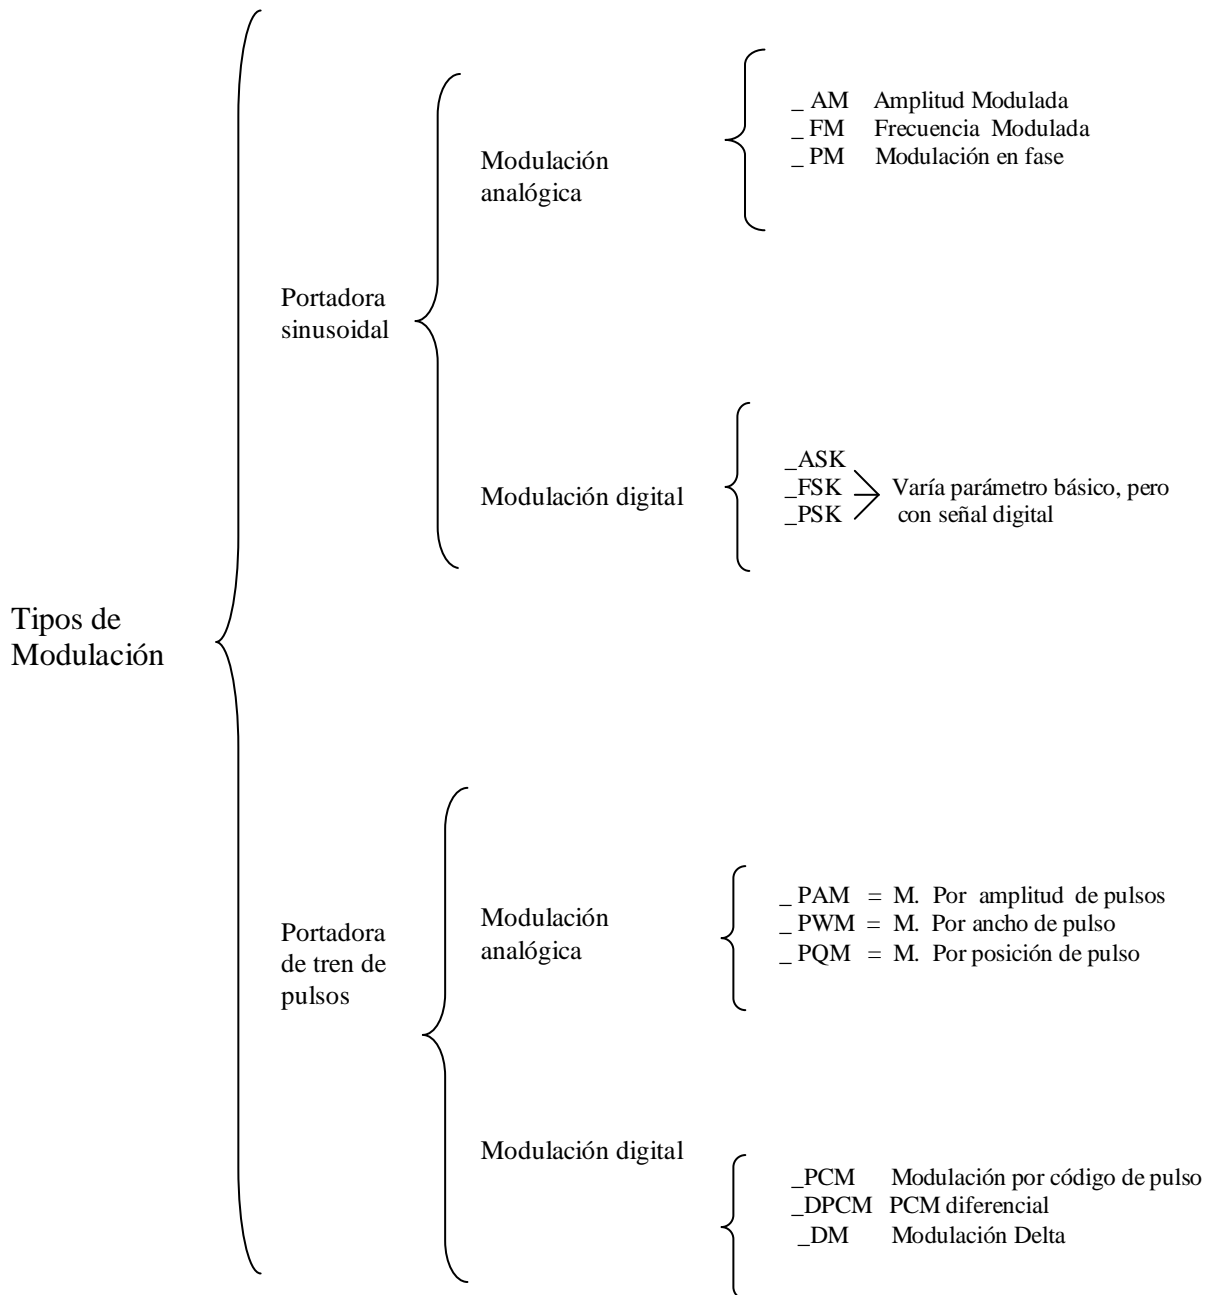 _ AM Amplitud Modulada
_ FM Frecuencia Modulada
_ PM Modulación en fase
Modulación
analógica
Portadora
sinusoidal
_ASK
_FSK
_PSK
Varía parámetro básico, pero
con señal digital
Modulación digital
Tipos de
Modulación
_ PAM = M. Por amplitud de pulsos
_ PWM = M. Por ancho de pulso
_ PQM = M. Por posición de pulso
Modulación
analógica
Portadora
de tren de
pulsos
Modulación digital
_PCM Modulación por código de pulso
_DPCM PCM diferencial
_DM Modulación Delta